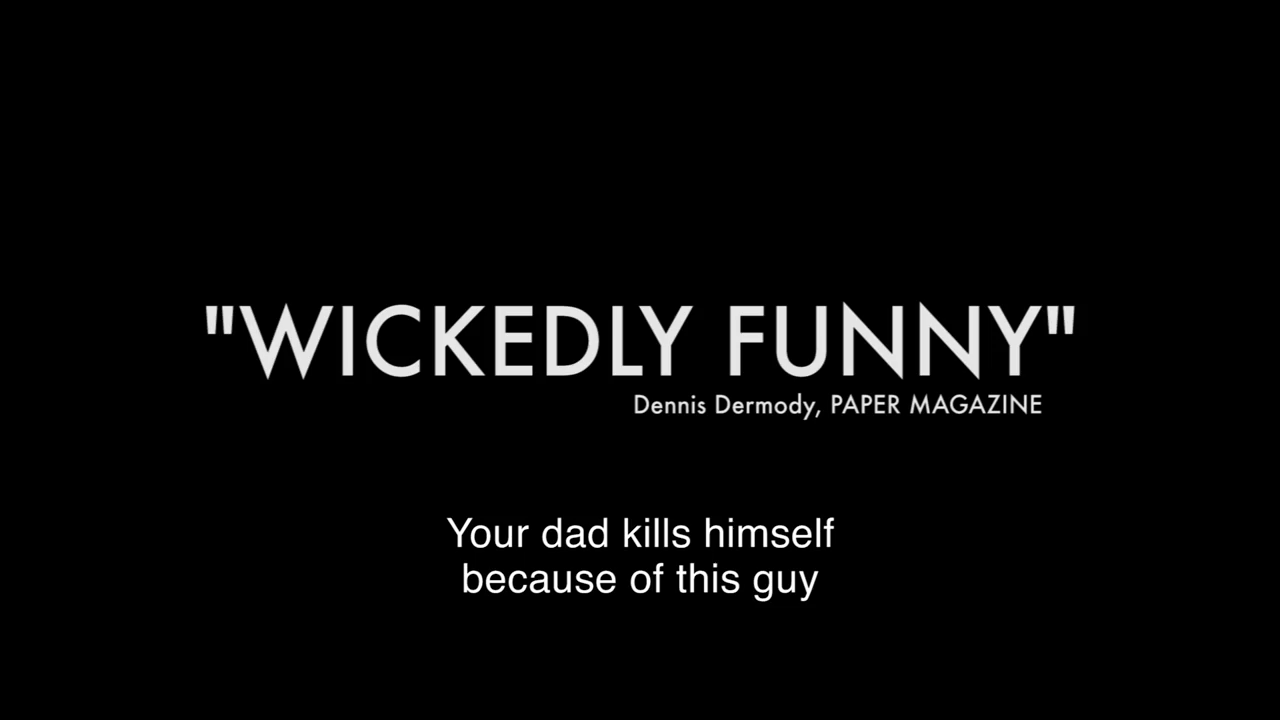 "WICKEDLY FUNNY"
Dennis Dermody, PAPER MAGAZINE
Your dad kills himself
because of this guy